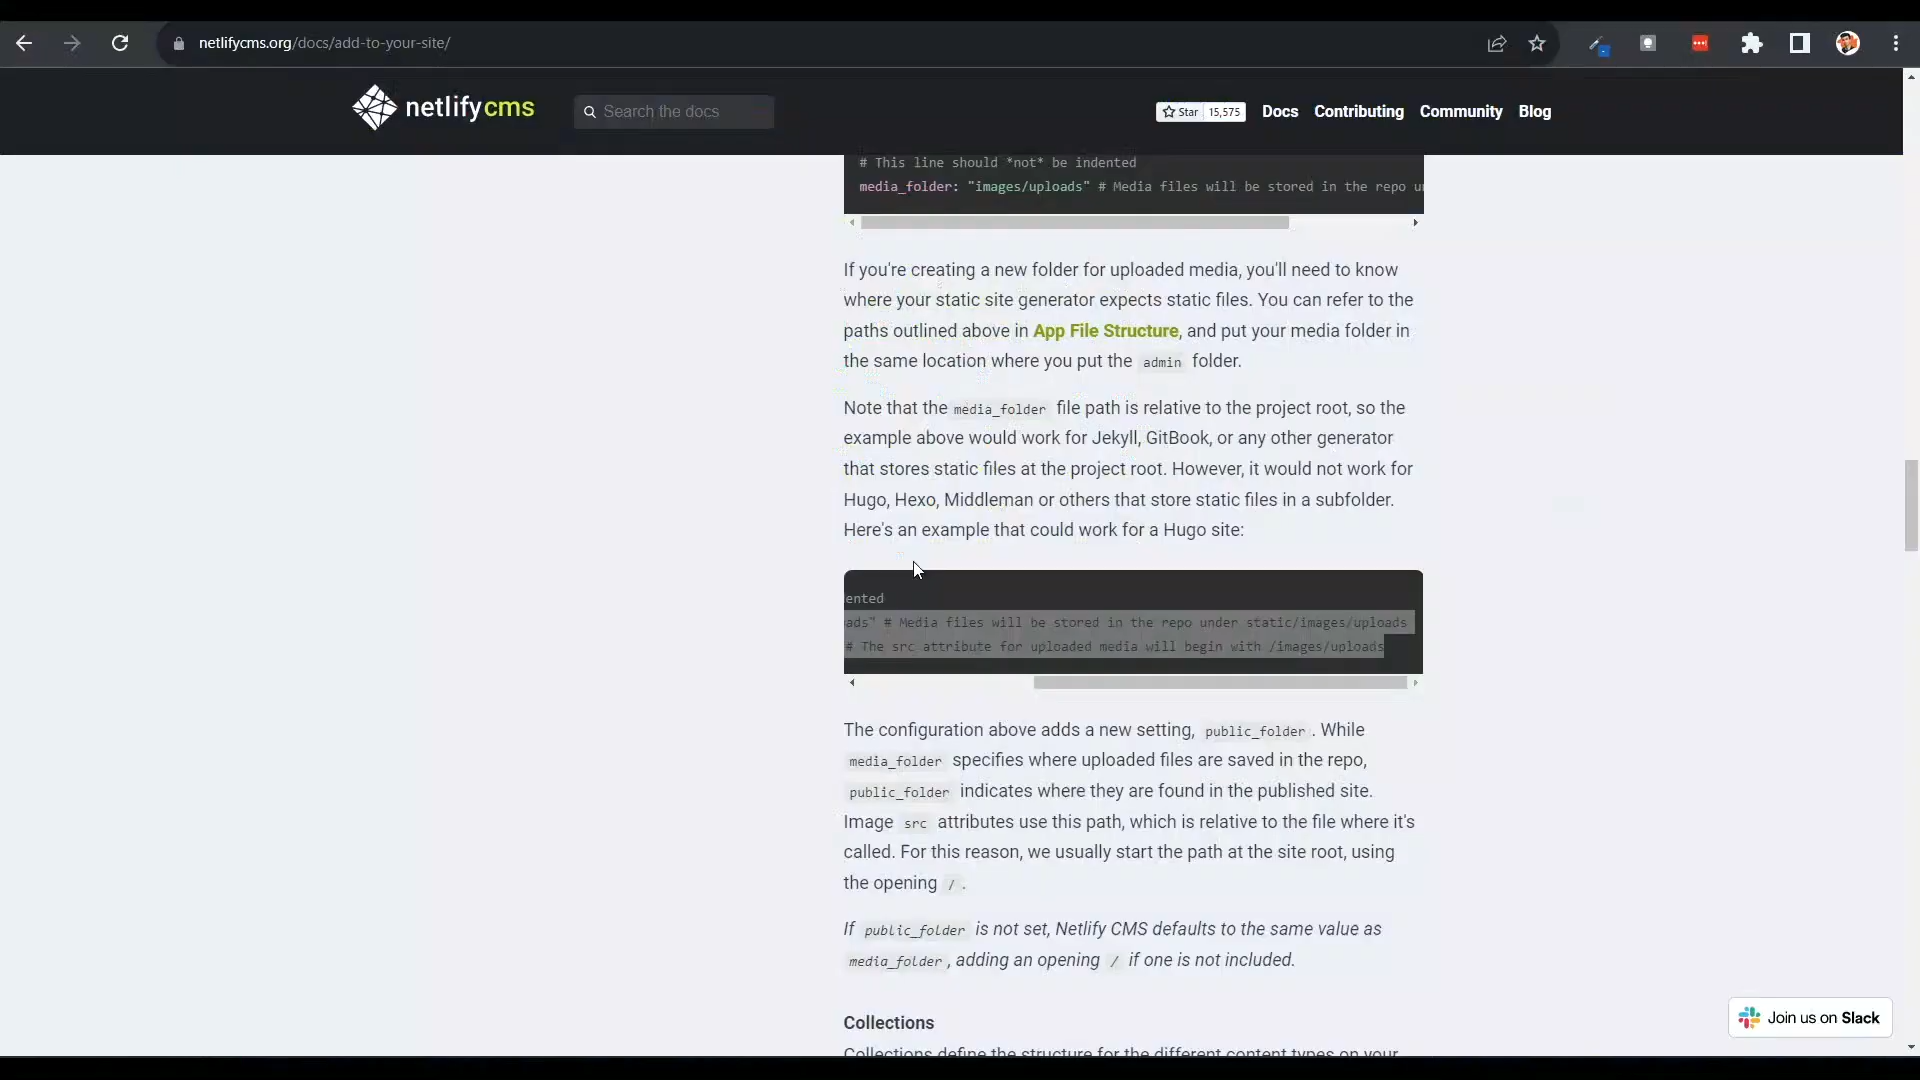 netlifycms.org/docs/add-to-your-site/
netlifycms
Search the docs
Star 15,575
Docs
Contributing
Community
Blog
# This line should *not* be indented
media_folder: "images/uploads" # Media files will be stored in the repo
If you're creating a new folder for uploaded media, you'll need to know
where your static site generator expects static files. You can refer to the
paths outlined above in App File Structure, and put your media folder in
the same location where you put the admin folder.
Note that the media_folder file path is relative to the project root, so the
example above would work for Jekyll, GitBook, or any other generator
that stores static files at the project root. However, it would not work for
Hugo, Hexo, Middleman or others that store static files in a subfolder.
Here's an example that could work for a Hugo site:
ented
ads" # Media files will be stored in the repo under static/images/uploads
# The src attribute for uploaded media will begin with /images/uploads
The configuration above adds a new setting, public_folder. While
media_folder specifies where uploaded files are saved in the repo,
public_folder indicates where they are found in the published site.
Image src attributes use this path, which is relative to the file where it's
called. For this reason, we usually start the path at the site root, using
the opening /.
If public_folder is not set, Netlify CMS defaults to the same value as
media_folder, adding an opening / if one is not included.
Collections
Collections define the structure for the different content types on your
Join us on Slack